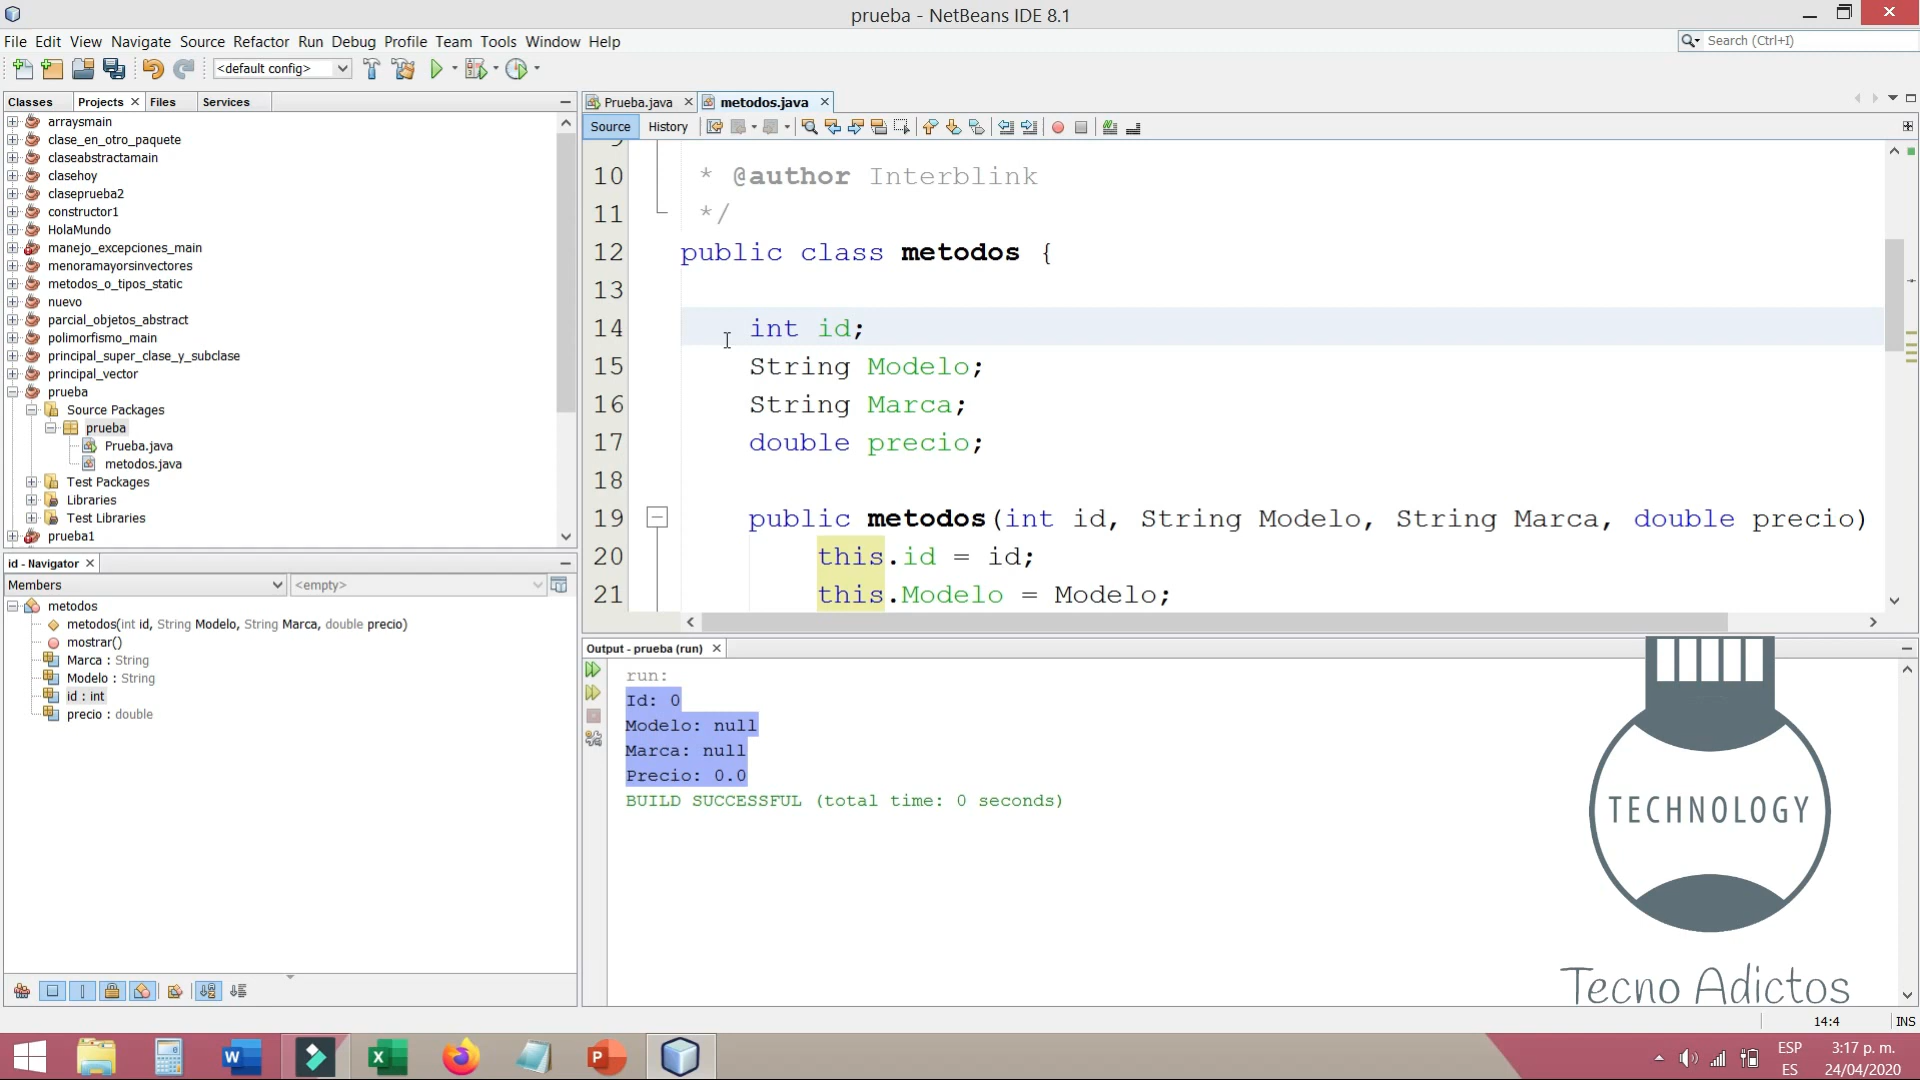 prueba - NetBeans IDE 8.1
File Edit View Navigate Source Refactor Run Debug Profile Team Tools Window Help
Search (Ctrl+I)
<default config>
Classes Projects Files Services
arraysmain
clase_en_otro_paquete
claseabstractamain
clasehoy
claseprueba2
constructor1
HolaMundo
manejo_excepciones_main
menoramayorsinvectores
metodos_o_tipos_static
nuevo
parcial_objetos_abstract
polimorfismo_main
principal_super_clase_y_subclase
principal_vector
prueba
Source Packages
prueba
Prueba.java
metodos.java
Test Packages
Libraries
Test Libraries
prueba1
id - Navigator
Members <empty>
metodos
metodos(int id, String Modelo, String Marca, double precio)
mostrar()
Marca : String
Modelo : String
id : int
precio : double
Prueba.java metodos.java
Source History
10 * @author Interblink
11 */
12 public class metodos {
13
14 int id;
15 String Modelo;
16 String Marca;
17 double precio;
18
19 public metodos(int id, String Modelo, String Marca, double precio)
20 this.id = id;
21 this.Modelo = Modelo;
Output - prueba (run)
run:
Id: 0
Modelo: null
Marca: null
Precio: 0.0
BUILD SUCCESSFUL (total time: 0 seconds)
TECHNOLOGY
Tecno Adictos
14:4 INS
ESP
ES
3:17 p. m.
24/04/2020